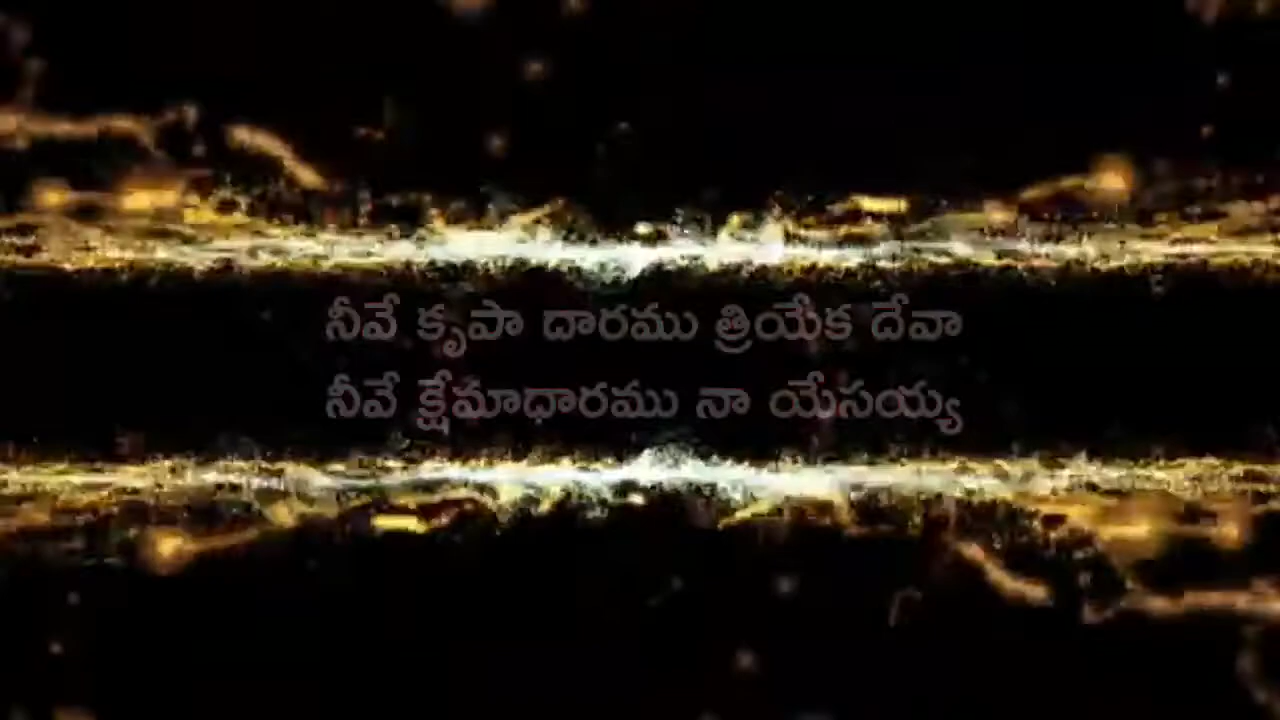 నీవే కృపా దారము త్రియేక దేవా
నీవే క్షేమాధారము నా యేసయ్య